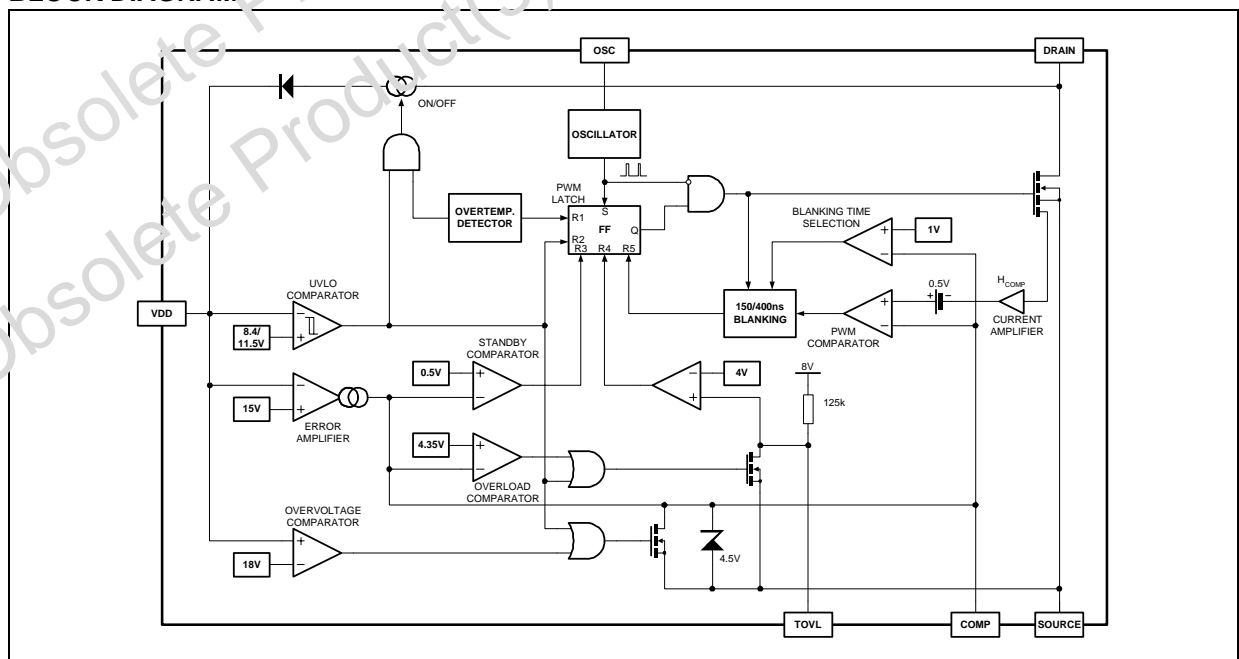 BLOCK DIAGRAM
Obsolete Product(s)
Obsolete Product(s)
OSC
DRAIN
ON/OFF
OSCILLATOR
PWM
LATCH
OVERTEMP.
DETECTOR
R1
S
FF
R2
Q
R3 R4 R5
BLANKING TIME
SELECTION
+
1V
−
UVLO
COMPARATOR
VDD
−
8.4/
11.5V
+
150/400ns
BLANKING
0.5V
+ −
+
−
PWM
COMPARATOR
HCOMP
CURRENT
AMPLIFIER
STANDBY
COMPARATOR
0.5V
+
−
−
4V
+
8V
125k
−
15V
+
ERROR
AMPLIFIER
4.35V
+
−
OVERLOAD
COMPARATOR
OVERVOLTAGE
COMPARATOR
+
18V
−
4.5V
TOVL
COMP
SOURCE